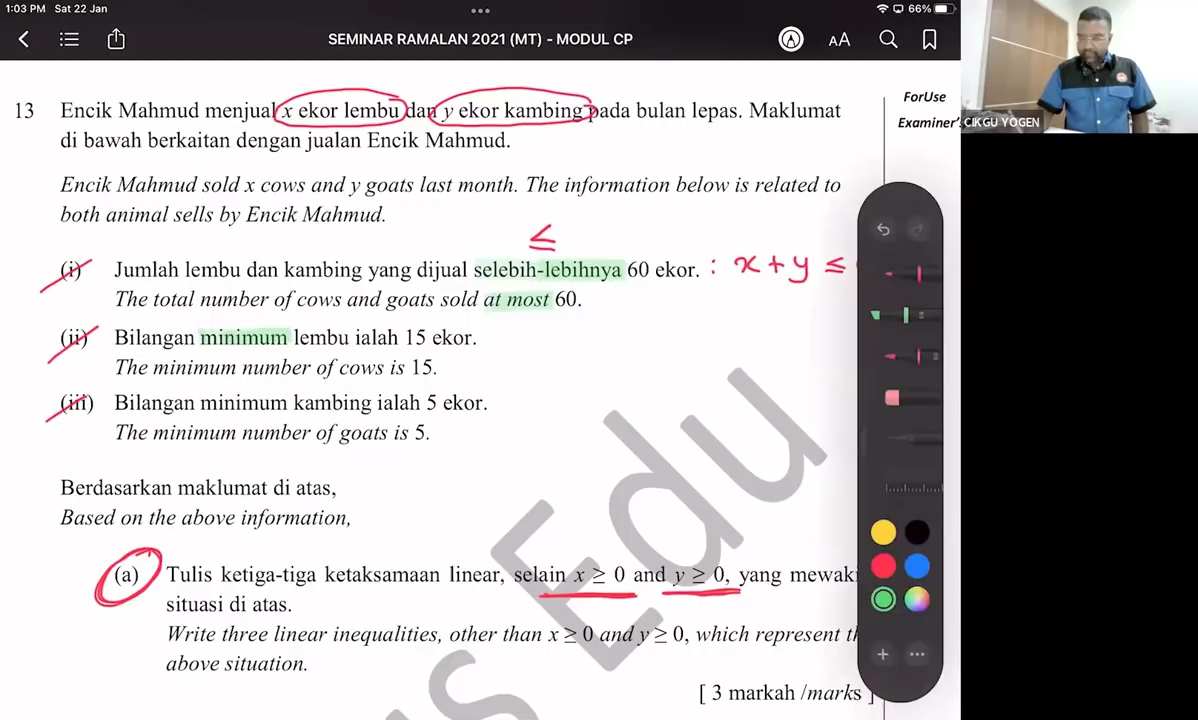 1:03 PM Sat 22 Jan
66%
SEMINAR RAMALAN 2021 (MT) - MODUL CP
AA
ForUse
Examiner'
CIKGU YOGEN
13 Encik Mahmud menjual x ekor lembu dan y ekor kambing pada bulan lepas. Maklumat
di bawah berkaitan dengan jualan Encik Mahmud.
Encik Mahmud sold x cows and y goats last month. The information below is related to
both animal sells by Encik Mahmud.
≤
(i) Jumlah lembu dan kambing yang dijual selebih-lebihnya 60 ekor. : x + y ≤
The total number of cows and goats sold at most 60.
(ii) Bilangan minimum lembu ialah 15 ekor.
The minimum number of cows is 15.
(iii) Bilangan minimum kambing ialah 5 ekor.
The minimum number of goats is 5.
Berdasarkan maklumat di atas,
Based on the above information,
(a) Tulis ketiga-tiga ketaksamaan linear, selain x ≥ 0 and y ≥ 0, yang mewaki
situasi di atas.
Write three linear inequalities, other than x ≥ 0 and y ≥ 0, which represent th
above situation.
[ 3 markah /marks ]
s Edu